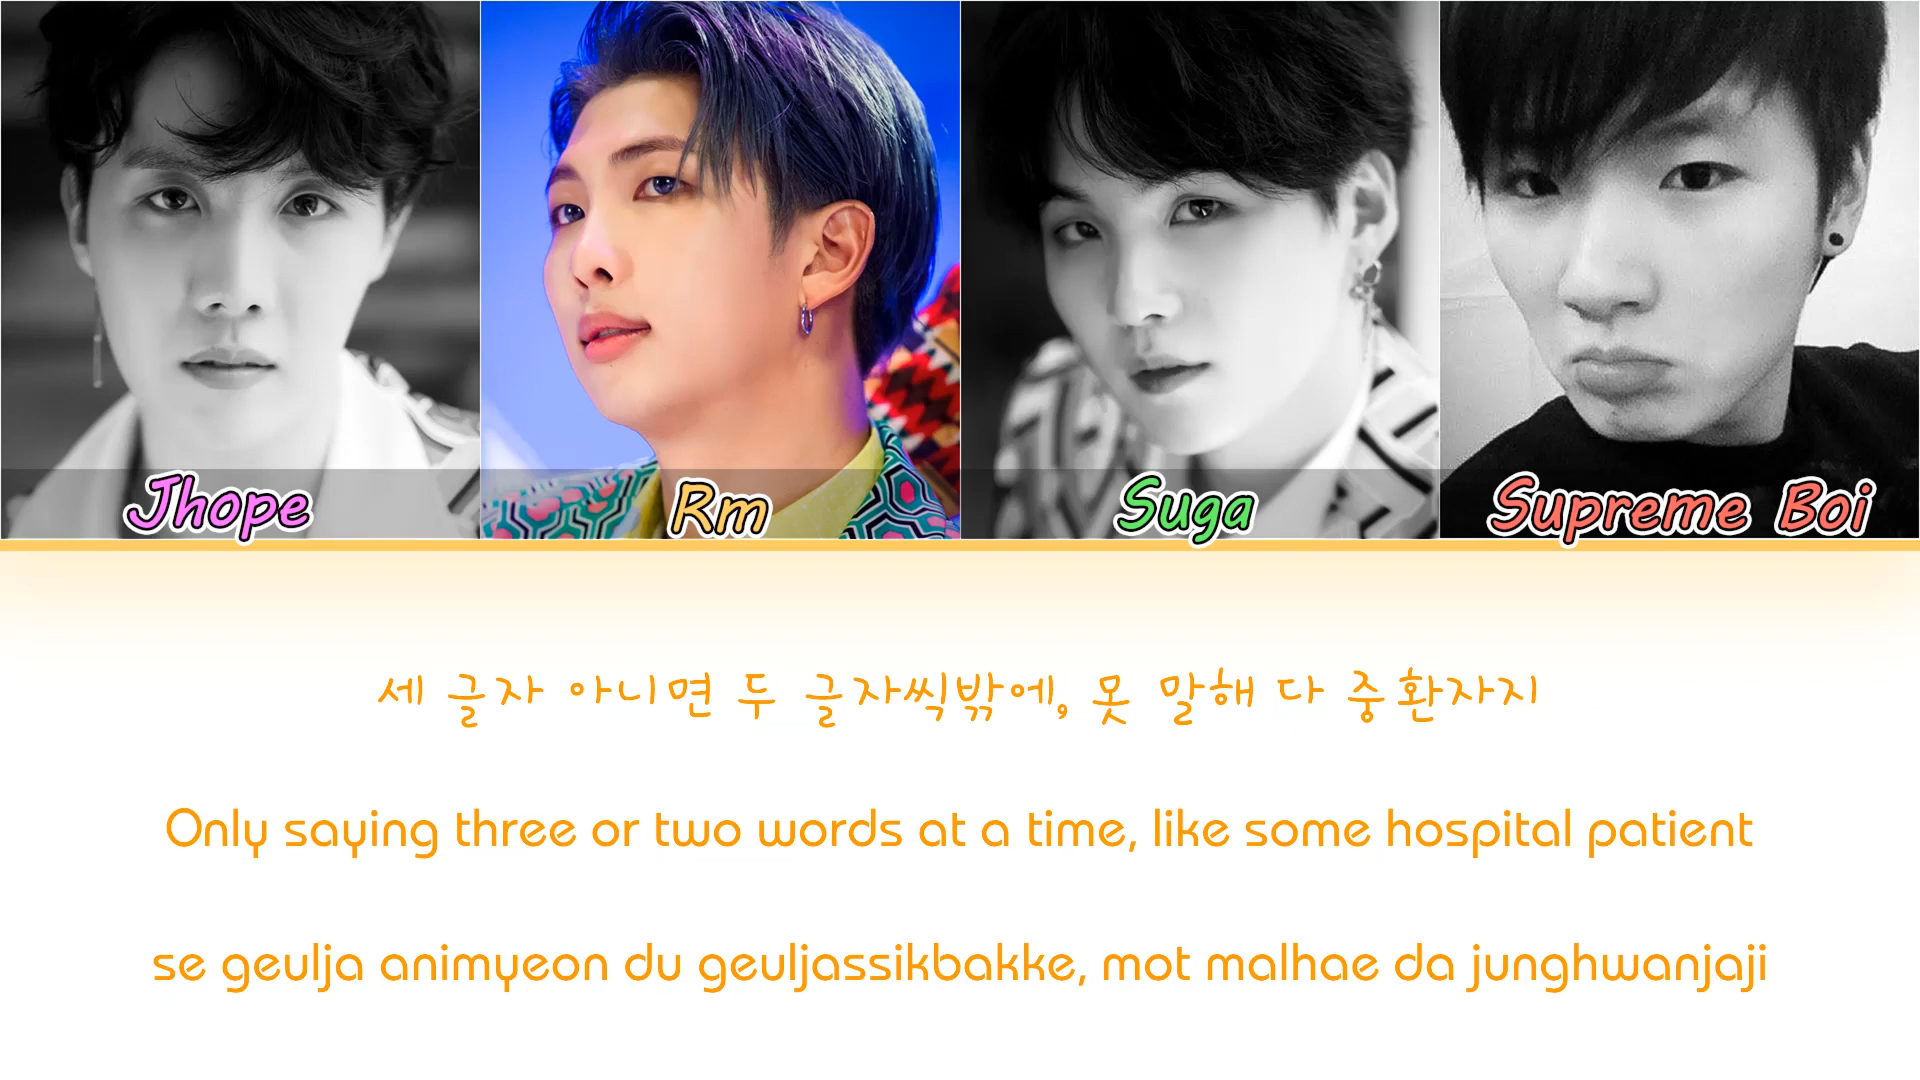 Jhope
Rm
Suga
Supreme Boi
세 글자 아니면 두 글자씩밖에, 못 말해 다 중환자지
Only saying three or two words at a time, like some hospital patient
se geulja animyeon du geuljassikbakke, mot malhae da junghwanjaji